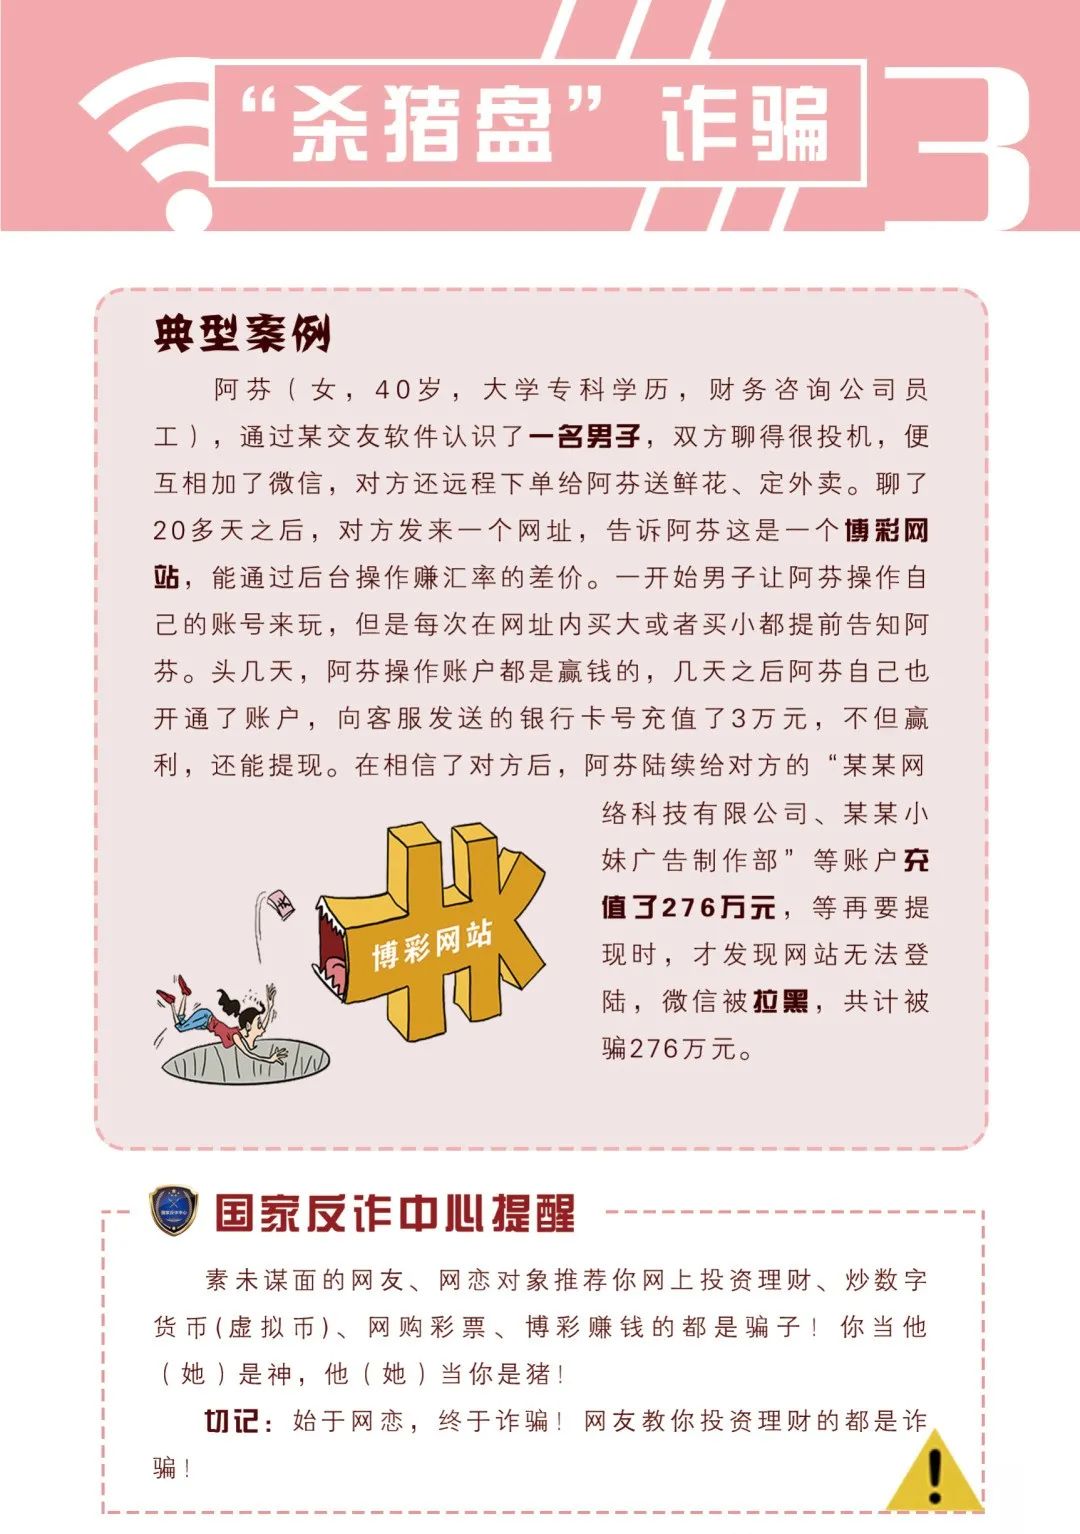 “杀猪盘”诈骗
3
典型案例
阿芬（女，40岁，大学专科学历，财务咨询公司员
工），通过某交友软件认识了一名男子，双方聊得很投机，便
互相加了微信，对方还远程下单给阿芬送鲜花、定外卖。聊了
20多天之后，对方发来一个网址，告诉阿芬这是一个博彩网
站，能通过后台操作赚汇率的差价。一开始男子让阿芬操作自
己的账号来玩，但是每次在网址内买大或者买小都提前告知阿
芬。头几天，阿芬操作账户都是赢钱的，几天之后阿芬自己也
开通了账户，向客服发送的银行卡号充值了3万元，不但赢
利，还能提现。在相信了对方后，阿芬陆续给对方的“某某网
络科技有限公司、某某小
妹广告制作部”等账户充
值了276万元，等再要提
现时，才发现网站无法登
陆，微信被拉黑，共计被
骗276万元。
博彩网站
国家反诈中心
国家反诈中心提醒
素未谋面的网友、网恋对象推荐你网上投资理财、炒数字
货币(虚拟币)、网购彩票、博彩赚钱的都是骗子！你当他
（她）是神，他（她）当你是猪！
切记：始于网恋，终于诈骗！网友教你投资理财的都是诈
骗！